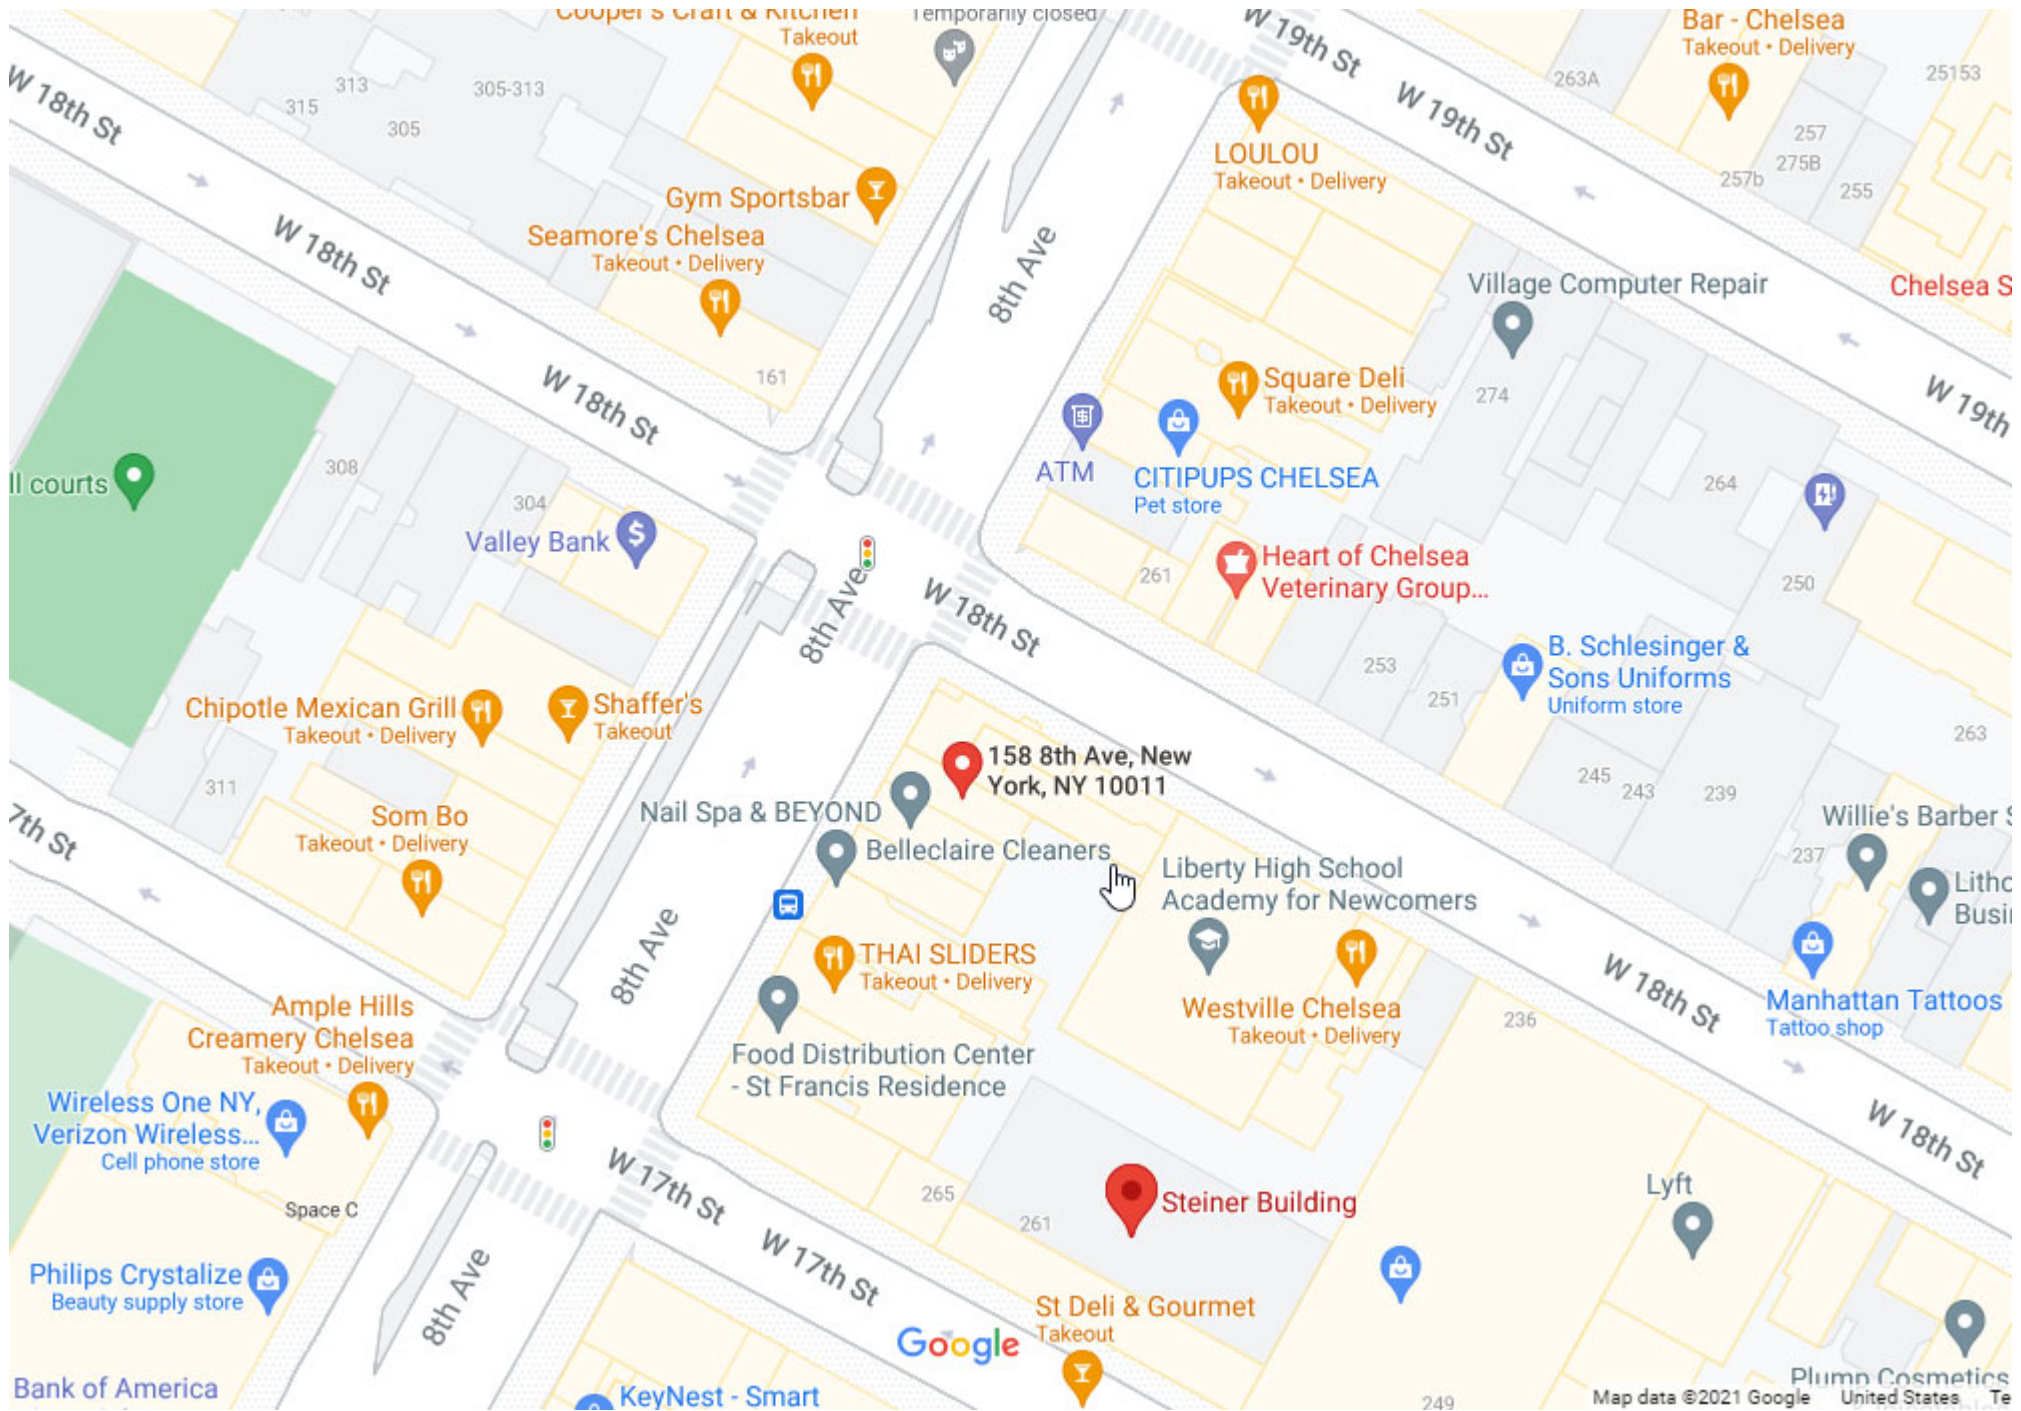 Cooper's Craft & Kitchen
Takeout
Temporarily closed
W 19th St
Bar - Chelsea
Takeout • Delivery
W 18th St
313
315
305
305-313
W 19th St
263A
25153
257
275B
257b
255
LOULOU
Takeout • Delivery
Gym Sportsbar
Seamore's Chelsea
Takeout • Delivery
W 18th St
8th Ave
Village Computer Repair
Chelsea S
161
W 18th St
Square Deli
Takeout • Delivery
274
W 19th
ATM
CITIPUPS CHELSEA
Pet store
ll courts
308
304
Valley Bank
264
Heart of Chelsea
Veterinary Group...
261
250
8th Ave
W 18th St
253
251
B. Schlesinger &
Sons Uniforms
Uniform store
263
Chipotle Mexican Grill
Takeout • Delivery
Shaffer's
Takeout
158 8th Ave, New
York, NY 10011
311
245
243
239
Nail Spa & BEYOND
Som Bo
Takeout • Delivery
7th St
Belleclaire Cleaners
Liberty High School
Academy for Newcomers
Willie's Barber S
237
Litho
Busi
8th Ave
THAI SLIDERS
Takeout • Delivery
W 18th St
Westville Chelsea
Takeout • Delivery
236
Manhattan Tattoos
Tattoo shop
Ample Hills
Creamery Chelsea
Takeout • Delivery
Food Distribution Center
- St Francis Residence
Wireless One NY,
Verizon Wireless...
Cell phone store
W 18th St
W 17th St
265
261
Steiner Building
Lyft
Space C
W 17th St
Philips Crystalize
Beauty supply store
8th Ave
St Deli & Gourmet
Takeout
Google
Bank of America
KeyNest - Smart
249
Plump Cosmetics
Map data ©2021 Google
United States
Te